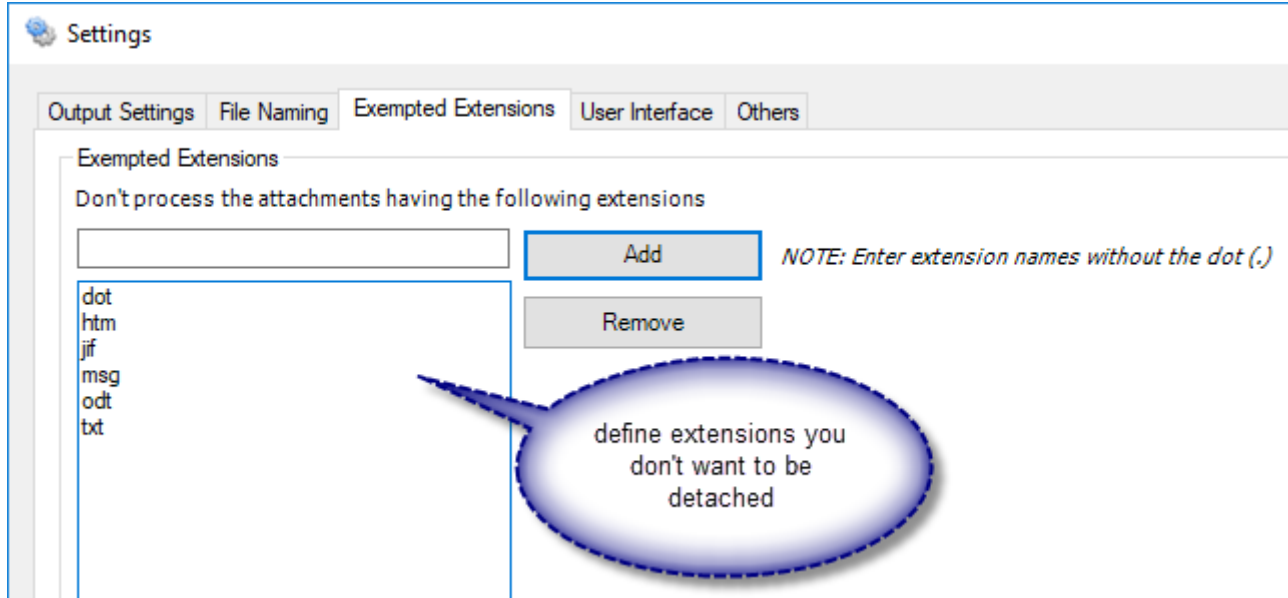 Settings
Output Settings File Naming Exempted Extensions User Interface Others
Exempted Extensions
Don't process the attachments having the following extensions
Add NOTE: Enter extension names without the dot (.)
dot
htm
jif
msg
odt
txt
Remove
define extensions you
don't want to be
detached